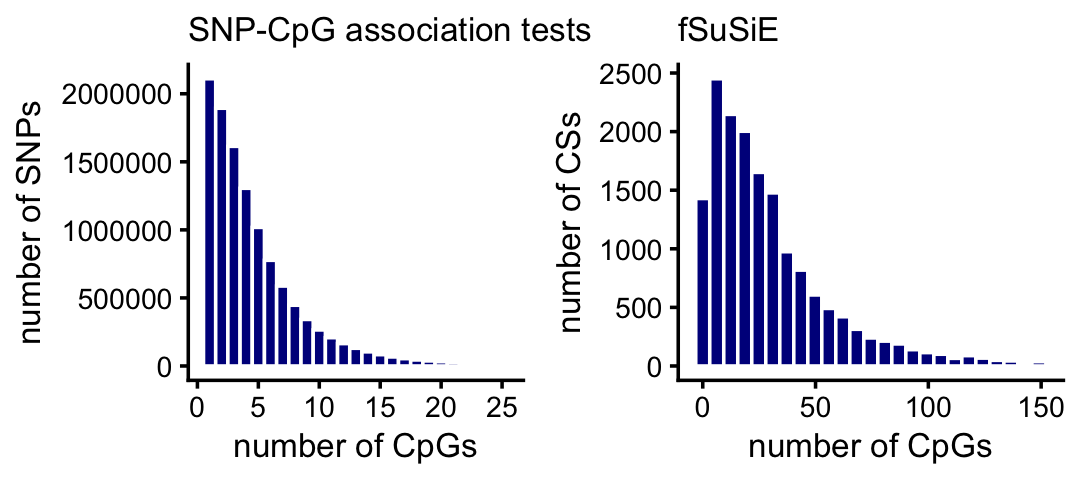 SNP-CpG association tests
number of SNPs
2000000
1500000
1000000
500000
0
0 5 10 15 20 25
number of CpGs
fSuSiE
number of CSs
2500
2000
1500
1000
500
0
0 50 100 150
number of CpGs